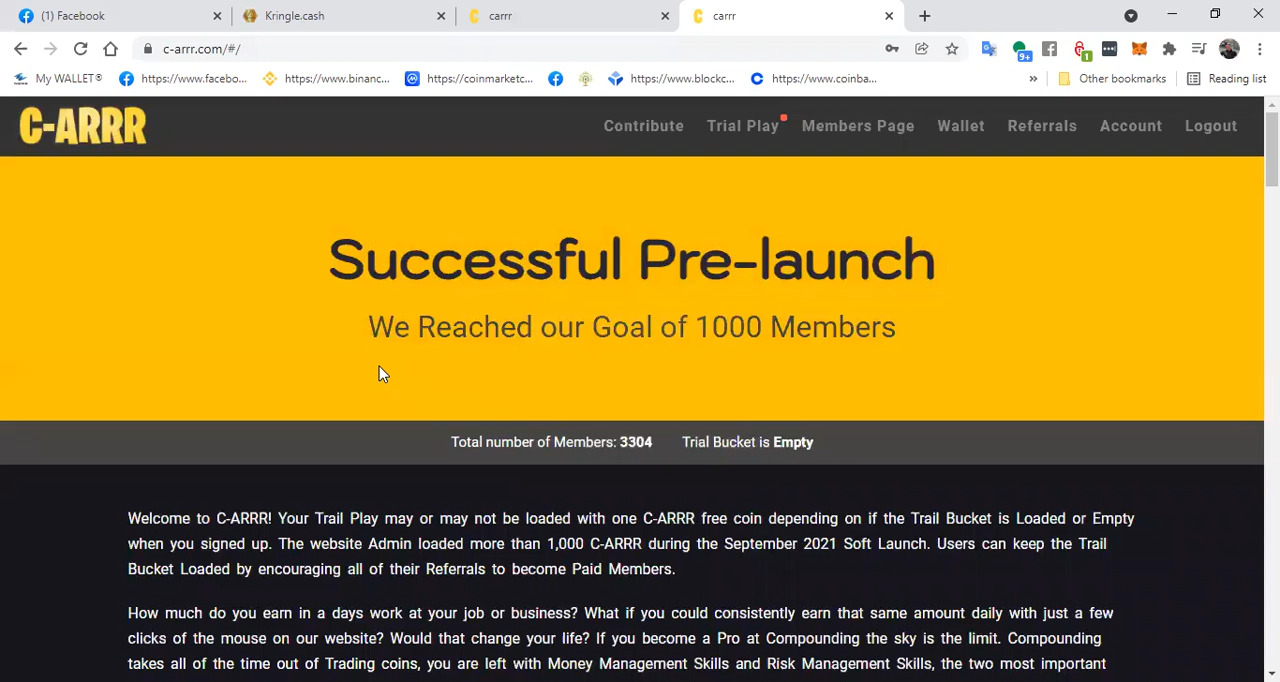 (1) Facebook Kringle.cash carrr carrr
c-arrr.com/#/
9+ 1
My WALLET® https://www.facebo... https://www.binanc... https://coinmarketc... https://www.blockc... https://www.coinba... » Other bookmarks Reading list
C-ARRR Contribute Trial Play Members Page Wallet Referrals Account Logout
Successful Pre-launch
We Reached our Goal of 1000 Members
Total number of Members: 3304 Trial Bucket is Empty
Welcome to C-ARRR! Your Trail Play may or may not be loaded with one C-ARRR free coin depending on if the Trail Bucket is Loaded or Empty
when you signed up. The website Admin loaded more than 1,000 C-ARRR during the September 2021 Soft Launch. Users can keep the Trail
Bucket Loaded by encouraging all of their Referrals to become Paid Members.
How much do you earn in a days work at your job or business? What if you could consistently earn that same amount daily with just a few
clicks of the mouse on our website? Would that change your life? If you become a Pro at Compounding the sky is the limit. Compounding
takes all of the time out of Trading coins, you are left with Money Management Skills and Risk Management Skills, the two most important